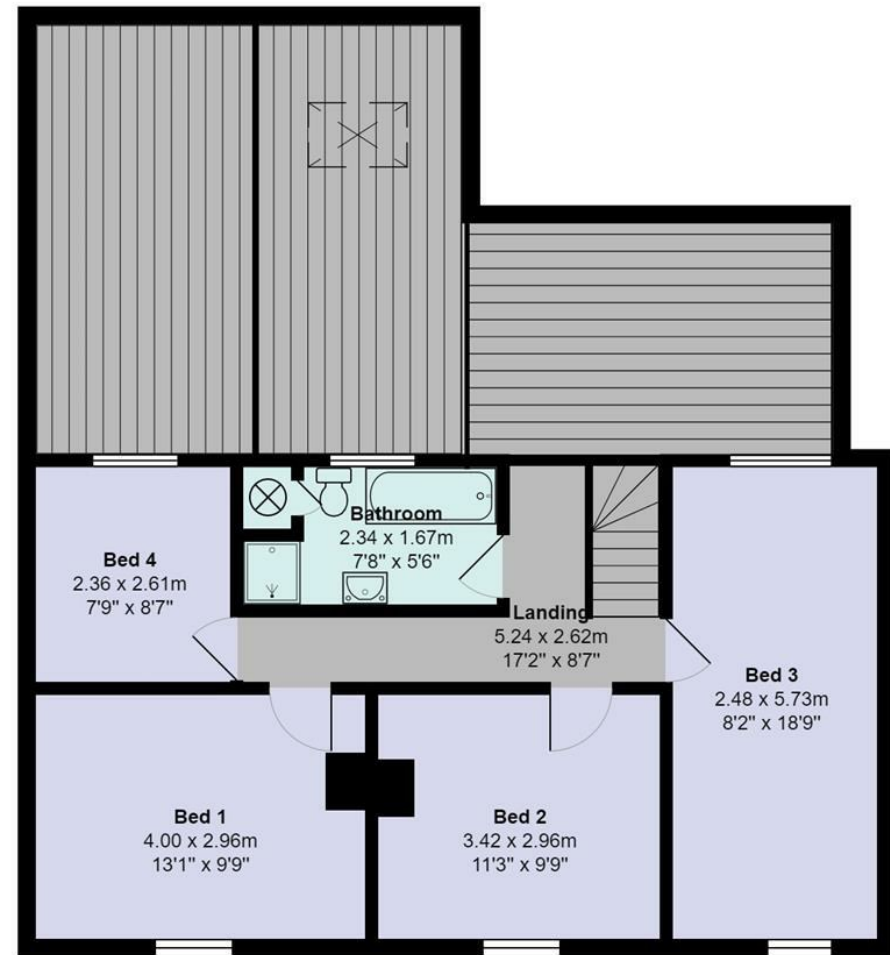 Bathroom
2.34 x 1.67m
7'8" x 5'6"
Bed 4
2.36 x 2.61m
7'9" x 8'7"
Landing
5.24 x 2.62m
17'2" x 8'7"
Bed 3
2.48 x 5.73m
8'2" x 18'9"
Bed 1
4.00 x 2.96m
13'1" x 9'9"
Bed 2
3.42 x 2.96m
11'3" x 9'9"